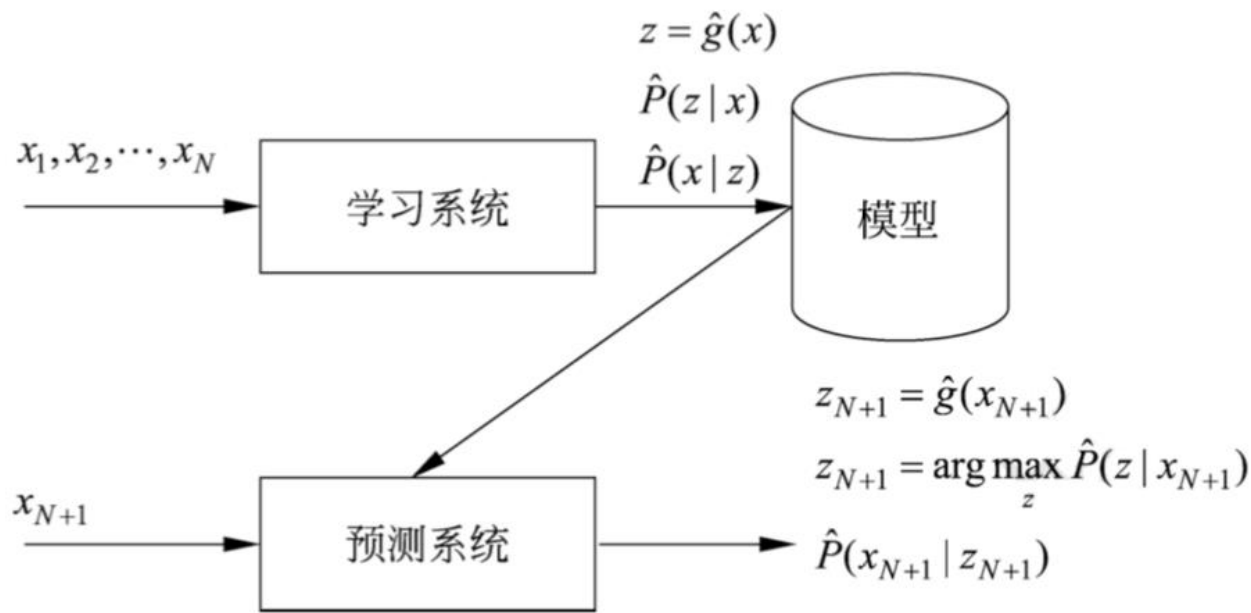 z = ĝ(x)
P̂(z | x)
P̂(x | z)
x₁, x₂, ⋯, x_N
学习系统
模型
z_{N+1} = ĝ(x_{N+1})
z_{N+1} = arg max_z P̂(z | x_{N+1})
x_{N+1}
预测系统
P̂(x_{N+1} | z_{N+1})